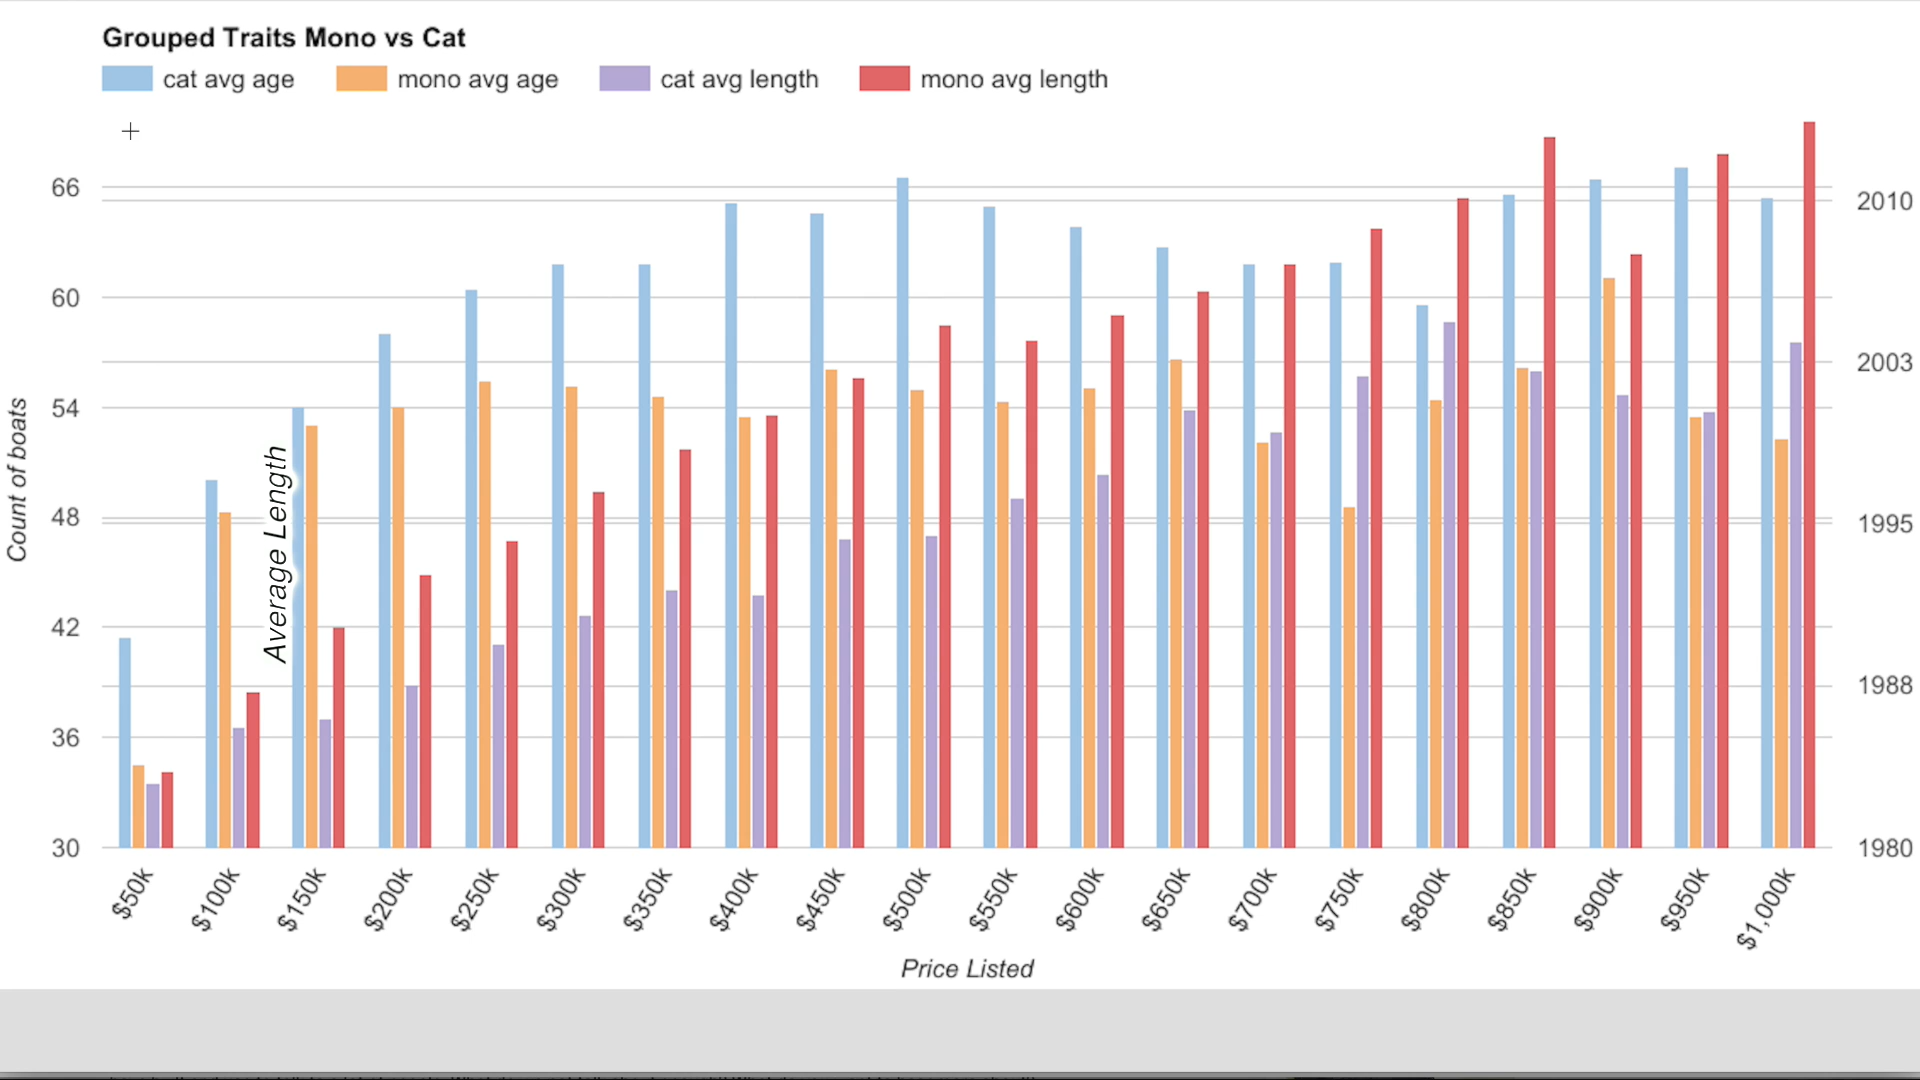 Grouped Traits Mono vs Cat
cat avg age mono avg age cat avg length mono avg length
66
60
54
48
42
36
30
2010
2003
1995
1988
1980
Count of boats
Average Length
$50k $100k $150k $200k $250k $300k $350k $400k $450k $500k $550k $600k $650k $700k $750k $800k $850k $900k $950k $1,000k
Price Listed